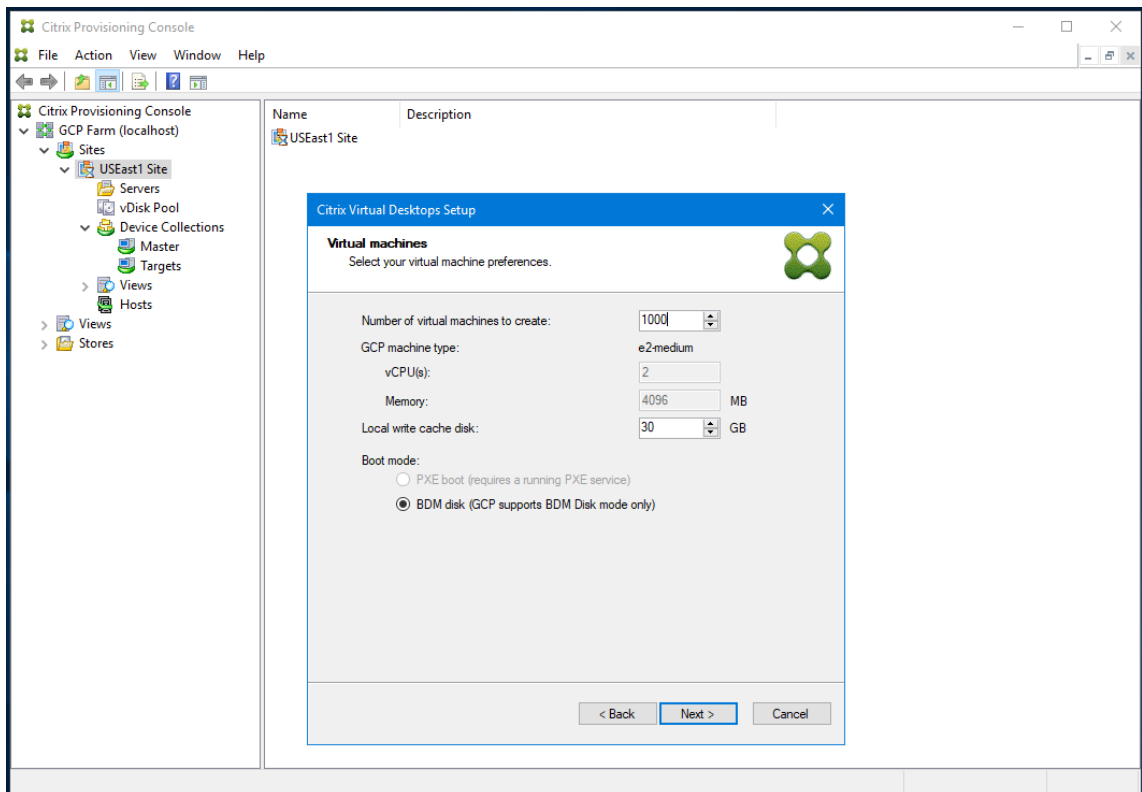 Citrix Provisioning Console
File Action View Window Help
Citrix Provisioning Console
GCP Farm (localhost)
Sites
USEast1 Site
Servers
vDisk Pool
Device Collections
Master
Targets
Views
Hosts
Views
Stores
Name Description
USEast1 Site
Citrix Virtual Desktops Setup
Virtual machines
Select your virtual machine preferences.
Number of virtual machines to create: 1000
GCP machine type: e2-medium
vCPU(s): 2
Memory: 4096 MB
Local write cache disk: 30 GB
Boot mode:
PXE boot (requires a running PXE service)
BDM disk (GCP supports BDM Disk mode only)
< Back Next > Cancel